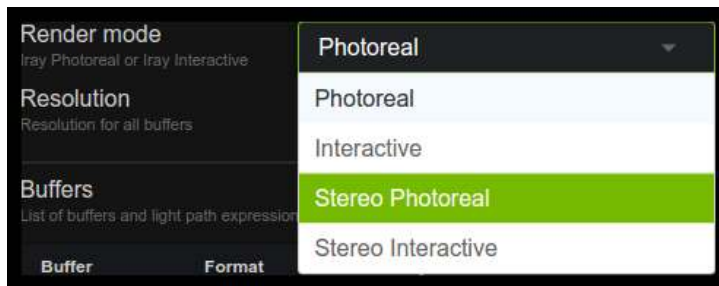 Render mode
Iray Photoreal or Iray Interactive
Photoreal
Resolution
Resolution for all buffers
Photoreal
Interactive
Stereo Photoreal
Stereo Interactive
Buffers
List of buffers and light path expression
Buffer Format